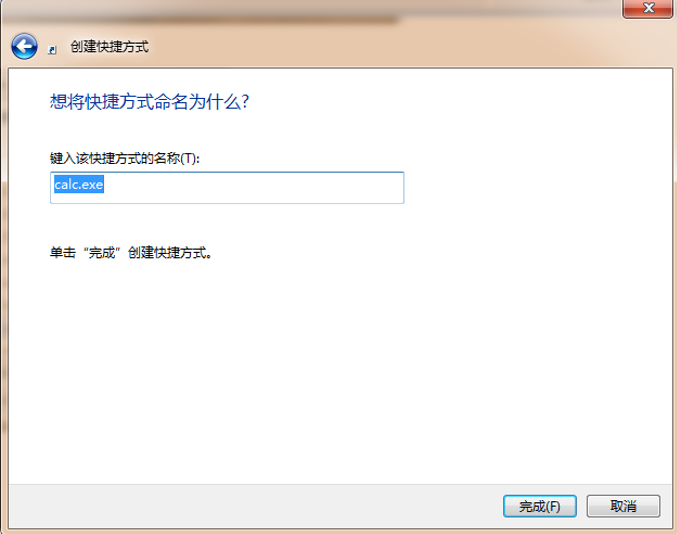 创建快捷方式
想将快捷方式命名为什么?
键入该快捷方式的名称(T):
calc.exe
单击“完成”创建快捷方式。
完成(F)
取消